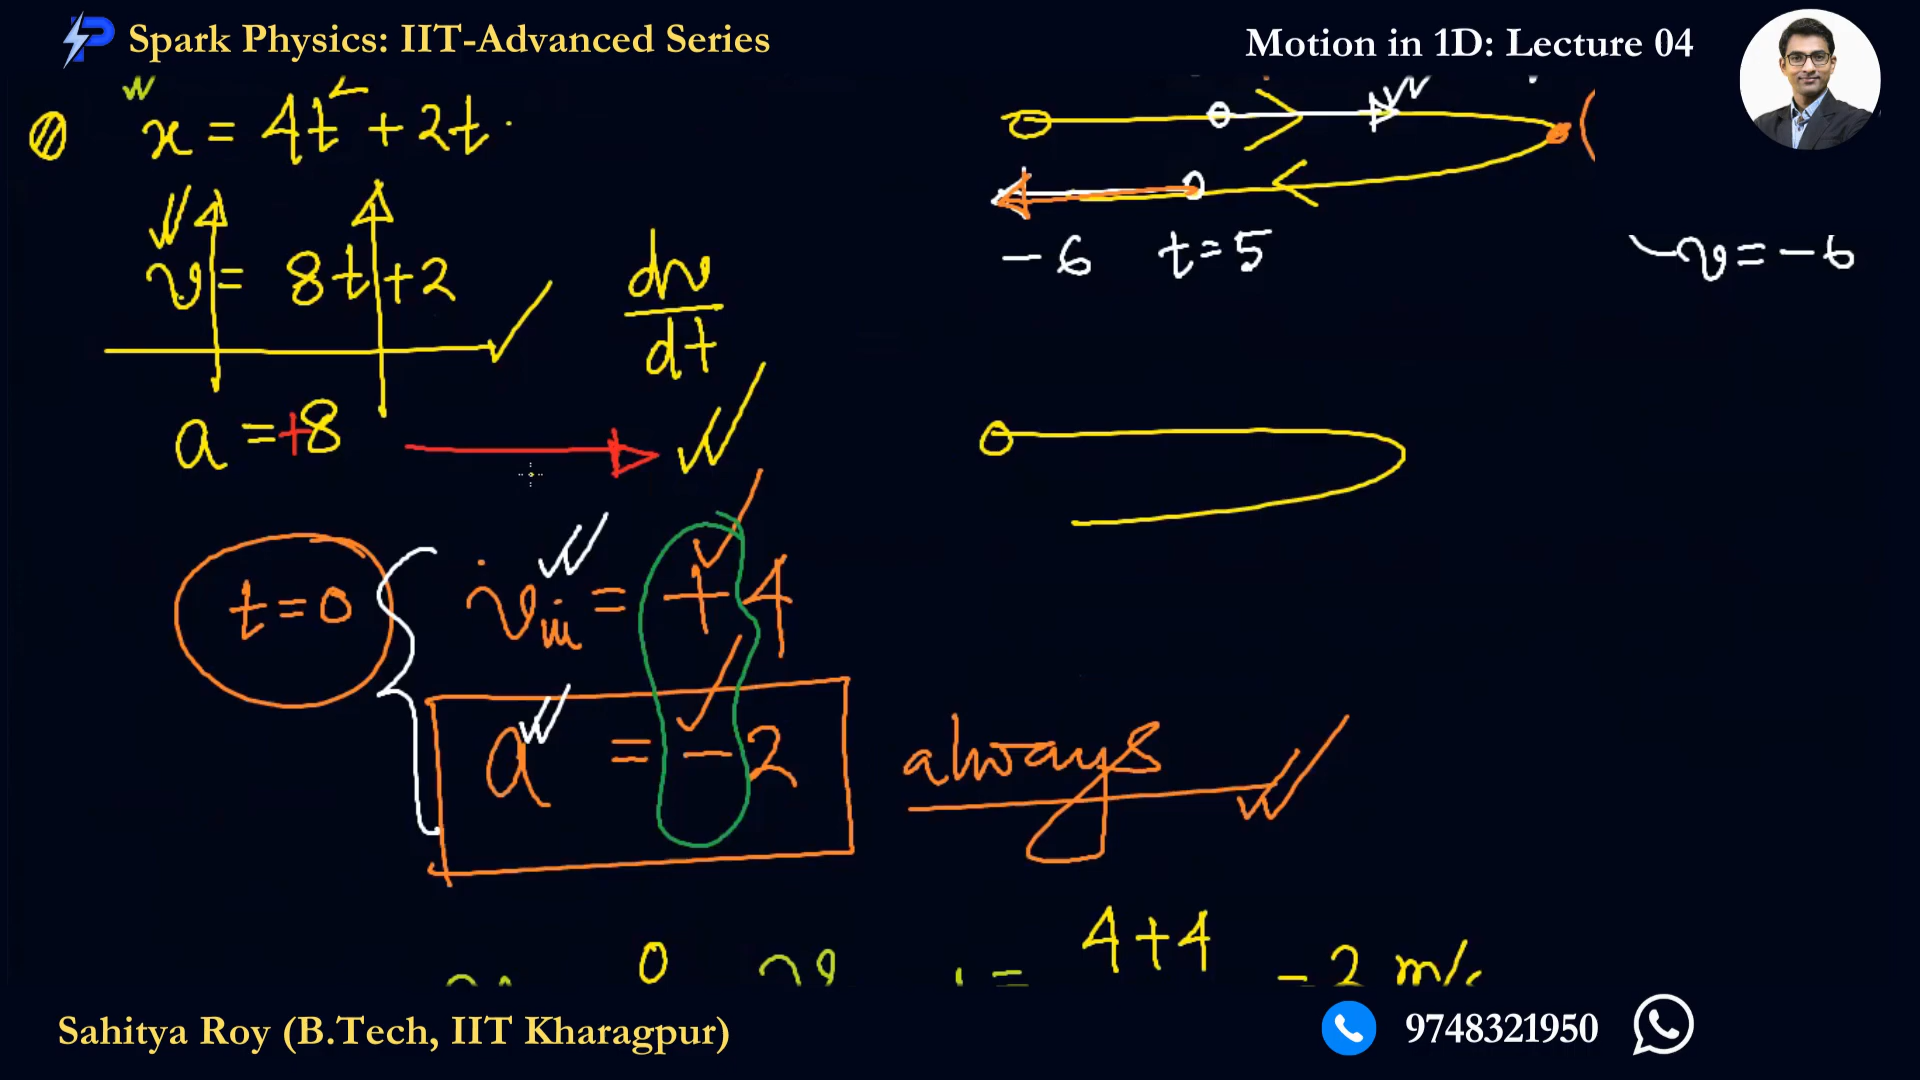 Spark Physics: IIT-Advanced Series
Motion in 1D: Lecture 04
x = 4t² + 2t
v = 8t + 2
dv
dt
a = +8
-6 t = 5
v = -6
t = 0
= +4
a = -2
always
0
4+4
Sahitya Roy (B.Tech, IIT Kharagpur)
9748321950